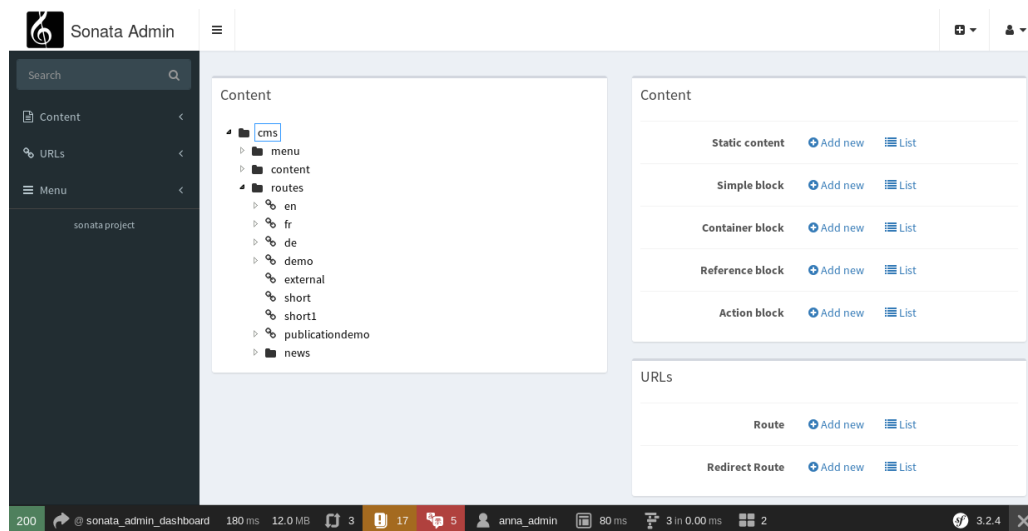 Sonata Admin
Search
Content
URLs
Menu
sonata project
Content
cms
menu
content
routes
en
fr
de
demo
external
short
short1
publicationdemo
news
Content
Static content Add new List
Simple block Add new List
Container block Add new List
Reference block Add new List
Action block Add new List
URLs
Route Add new List
Redirect Route Add new List
200 @ sonata_admin_dashboard 180 ms 12.0 MB 3 17 5 anna_admin 80 ms 3 in 0.00 ms 2 sf 3.2.4